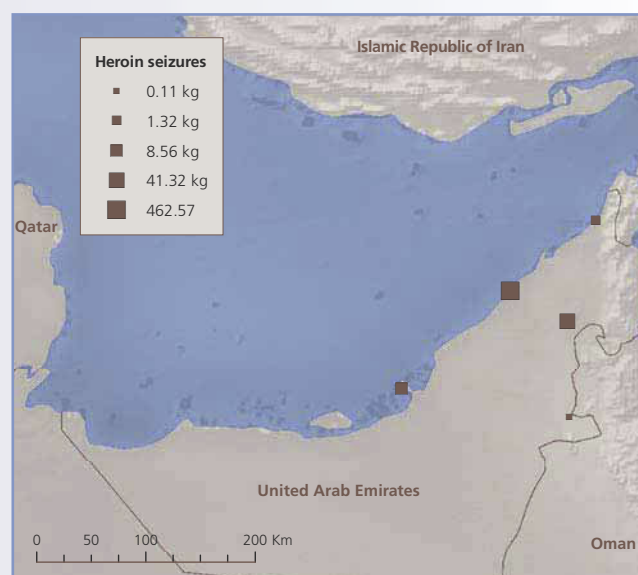 Islamic Republic of Iran
Heroin seizures
0.11 kg
1.32 kg
8.56 kg
41.32 kg
462.57
Qatar
United Arab Emirates
Oman
0 50 100 150 200 Km